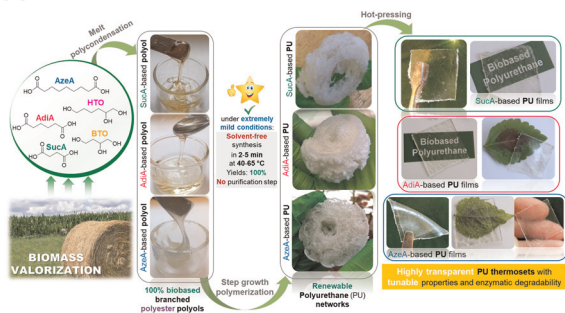 Melt
polycondensation
AzeA
HTO
AdiA
BTO
SucA
HO
OH
BIOMASS
VALORIZATION
SucA-based polyol
AdiA-based polyol
AzeA-based polyol
100% biobased
branched
polyester polyols
under extremely
mild conditions:
Solvent-free
synthesis
in 2-5 min
at 40-65 °C
Yields: 100%
No purification step
Step growth
polymerization
SucA-based PU
AdiA-based PU
AzeA-based PU
Renewable
Polyurethane (PU)
networks
Hot-pressing
Biobased
Polyurethane
SucA-based PU films
Biobased
Polyurethane
AdiA-based PU films
AzeA-based PU films
Highly transparent PU thermosets with
tunable properties and enzymatic degradability